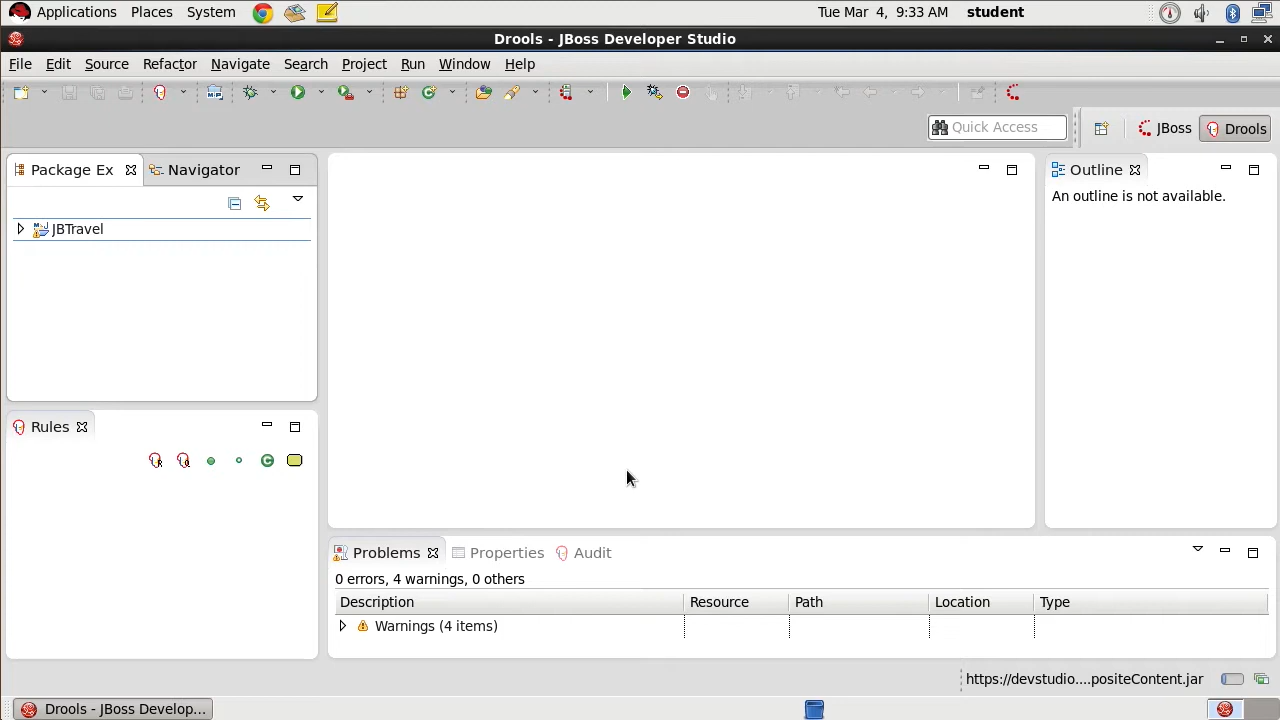 Applications Places System
Tue Mar 4, 9:33 AM student
Drools - JBoss Developer Studio
File Edit Source Refactor Navigate Search Project Run Window Help
Quick Access
JBoss
Drools
Package Ex
Navigator
JBTravel
Outline
An outline is not available.
Rules
Problems
Properties
Audit
0 errors, 4 warnings, 0 others
Description Resource Path Location Type
Warnings (4 items)
https://devstudio....positeContent.jar
Drools - JBoss Develop...